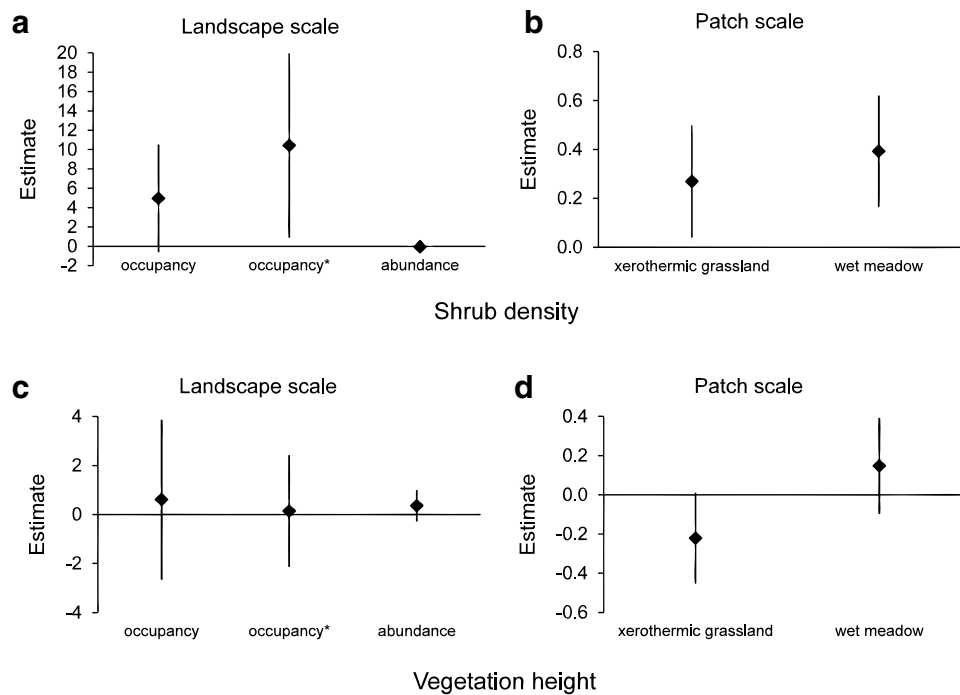 a
Landscape scale
20
18
16
14
12
10
8
6
4
2
0
-2
Estimate
occupancy
occupancy*
abundance
b
Patch scale
0.8
0.6
0.4
0.2
0.0
Estimate
xerothermic grassland
wet meadow
Shrub density
c
Landscape scale
4
2
0
-2
-4
Estimate
occupancy
occupancy*
abundance
d
Patch scale
0.4
0.2
0.0
-0.2
-0.4
-0.6
Estimate
xerothermic grassland
wet meadow
Vegetation height